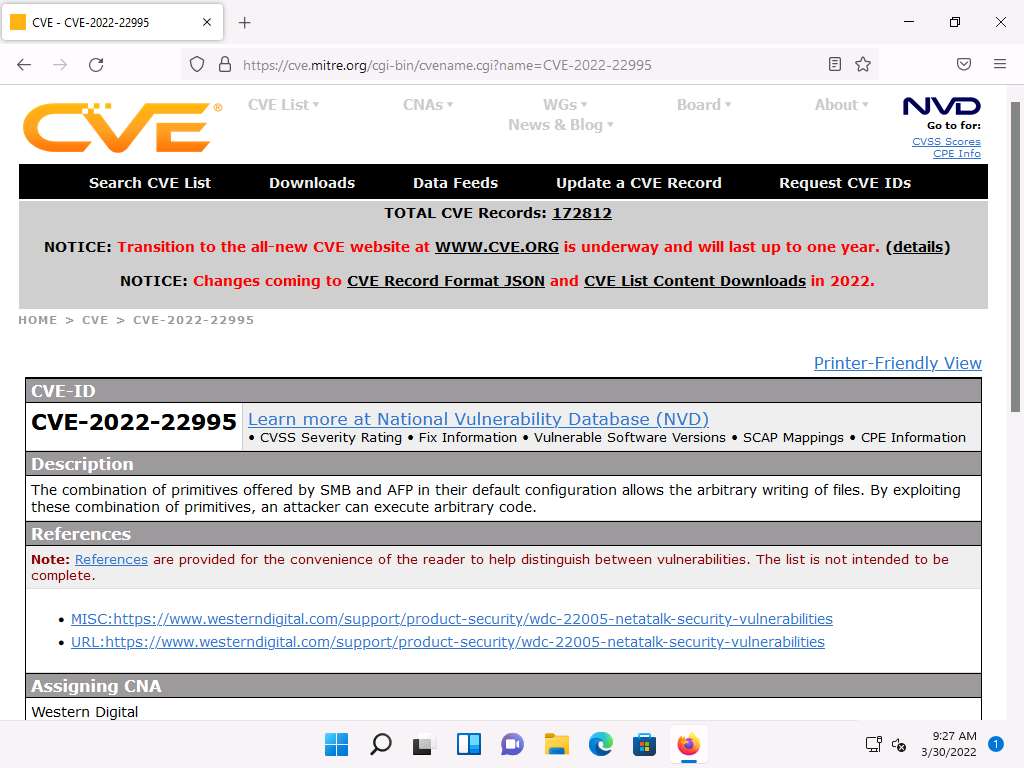 CVE - CVE-2022-22995
https://cve.mitre.org/cgi-bin/cvename.cgi?name=CVE-2022-22995
CVE®
CVE List▾ CNAs▾ WGs▾ Board▾ About▾
News & Blog▾
NVD
Go to for:
CVSS Scores
CPE Info
Search CVE List Downloads Data Feeds Update a CVE Record Request CVE IDs
TOTAL CVE Records: 172812
NOTICE: Transition to the all-new CVE website at WWW.CVE.ORG is underway and will last up to one year. (details)
NOTICE: Changes coming to CVE Record Format JSON and CVE List Content Downloads in 2022.
HOME > CVE > CVE-2022-22995
Printer-Friendly View
CVE-ID
CVE-2022-22995 Learn more at National Vulnerability Database (NVD)
• CVSS Severity Rating • Fix Information • Vulnerable Software Versions • SCAP Mappings • CPE Information
Description
The combination of primitives offered by SMB and AFP in their default configuration allows the arbitrary writing of files. By exploiting
these combination of primitives, an attacker can execute arbitrary code.
References
Note: References are provided for the convenience of the reader to help distinguish between vulnerabilities. The list is not intended to be
complete.
• MISC:https://www.westerndigital.com/support/product-security/wdc-22005-netatalk-security-vulnerabilities
• URL:https://www.westerndigital.com/support/product-security/wdc-22005-netatalk-security-vulnerabilities
Assigning CNA
Western Digital
9:27 AM
3/30/2022
1